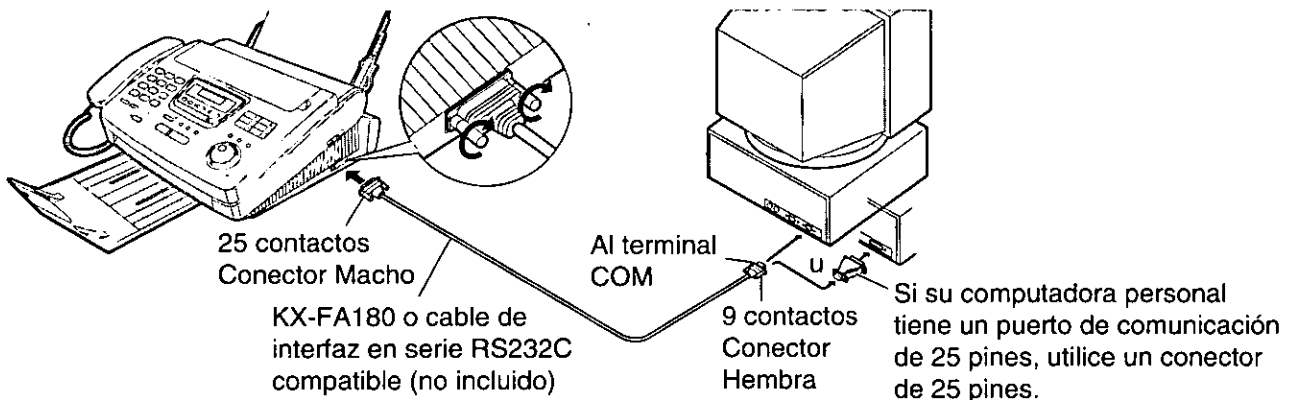 25 contactos
Conector Macho
KX-FA180 o cable de
interfaz en serie RS232C
compatible (no incluido)
Al terminal
COM
u
9 contactos
Conector
Hembra
Si su computadora personal
tiene un puerto de comunicación
de 25 pines, utilice un conector
de 25 pines.